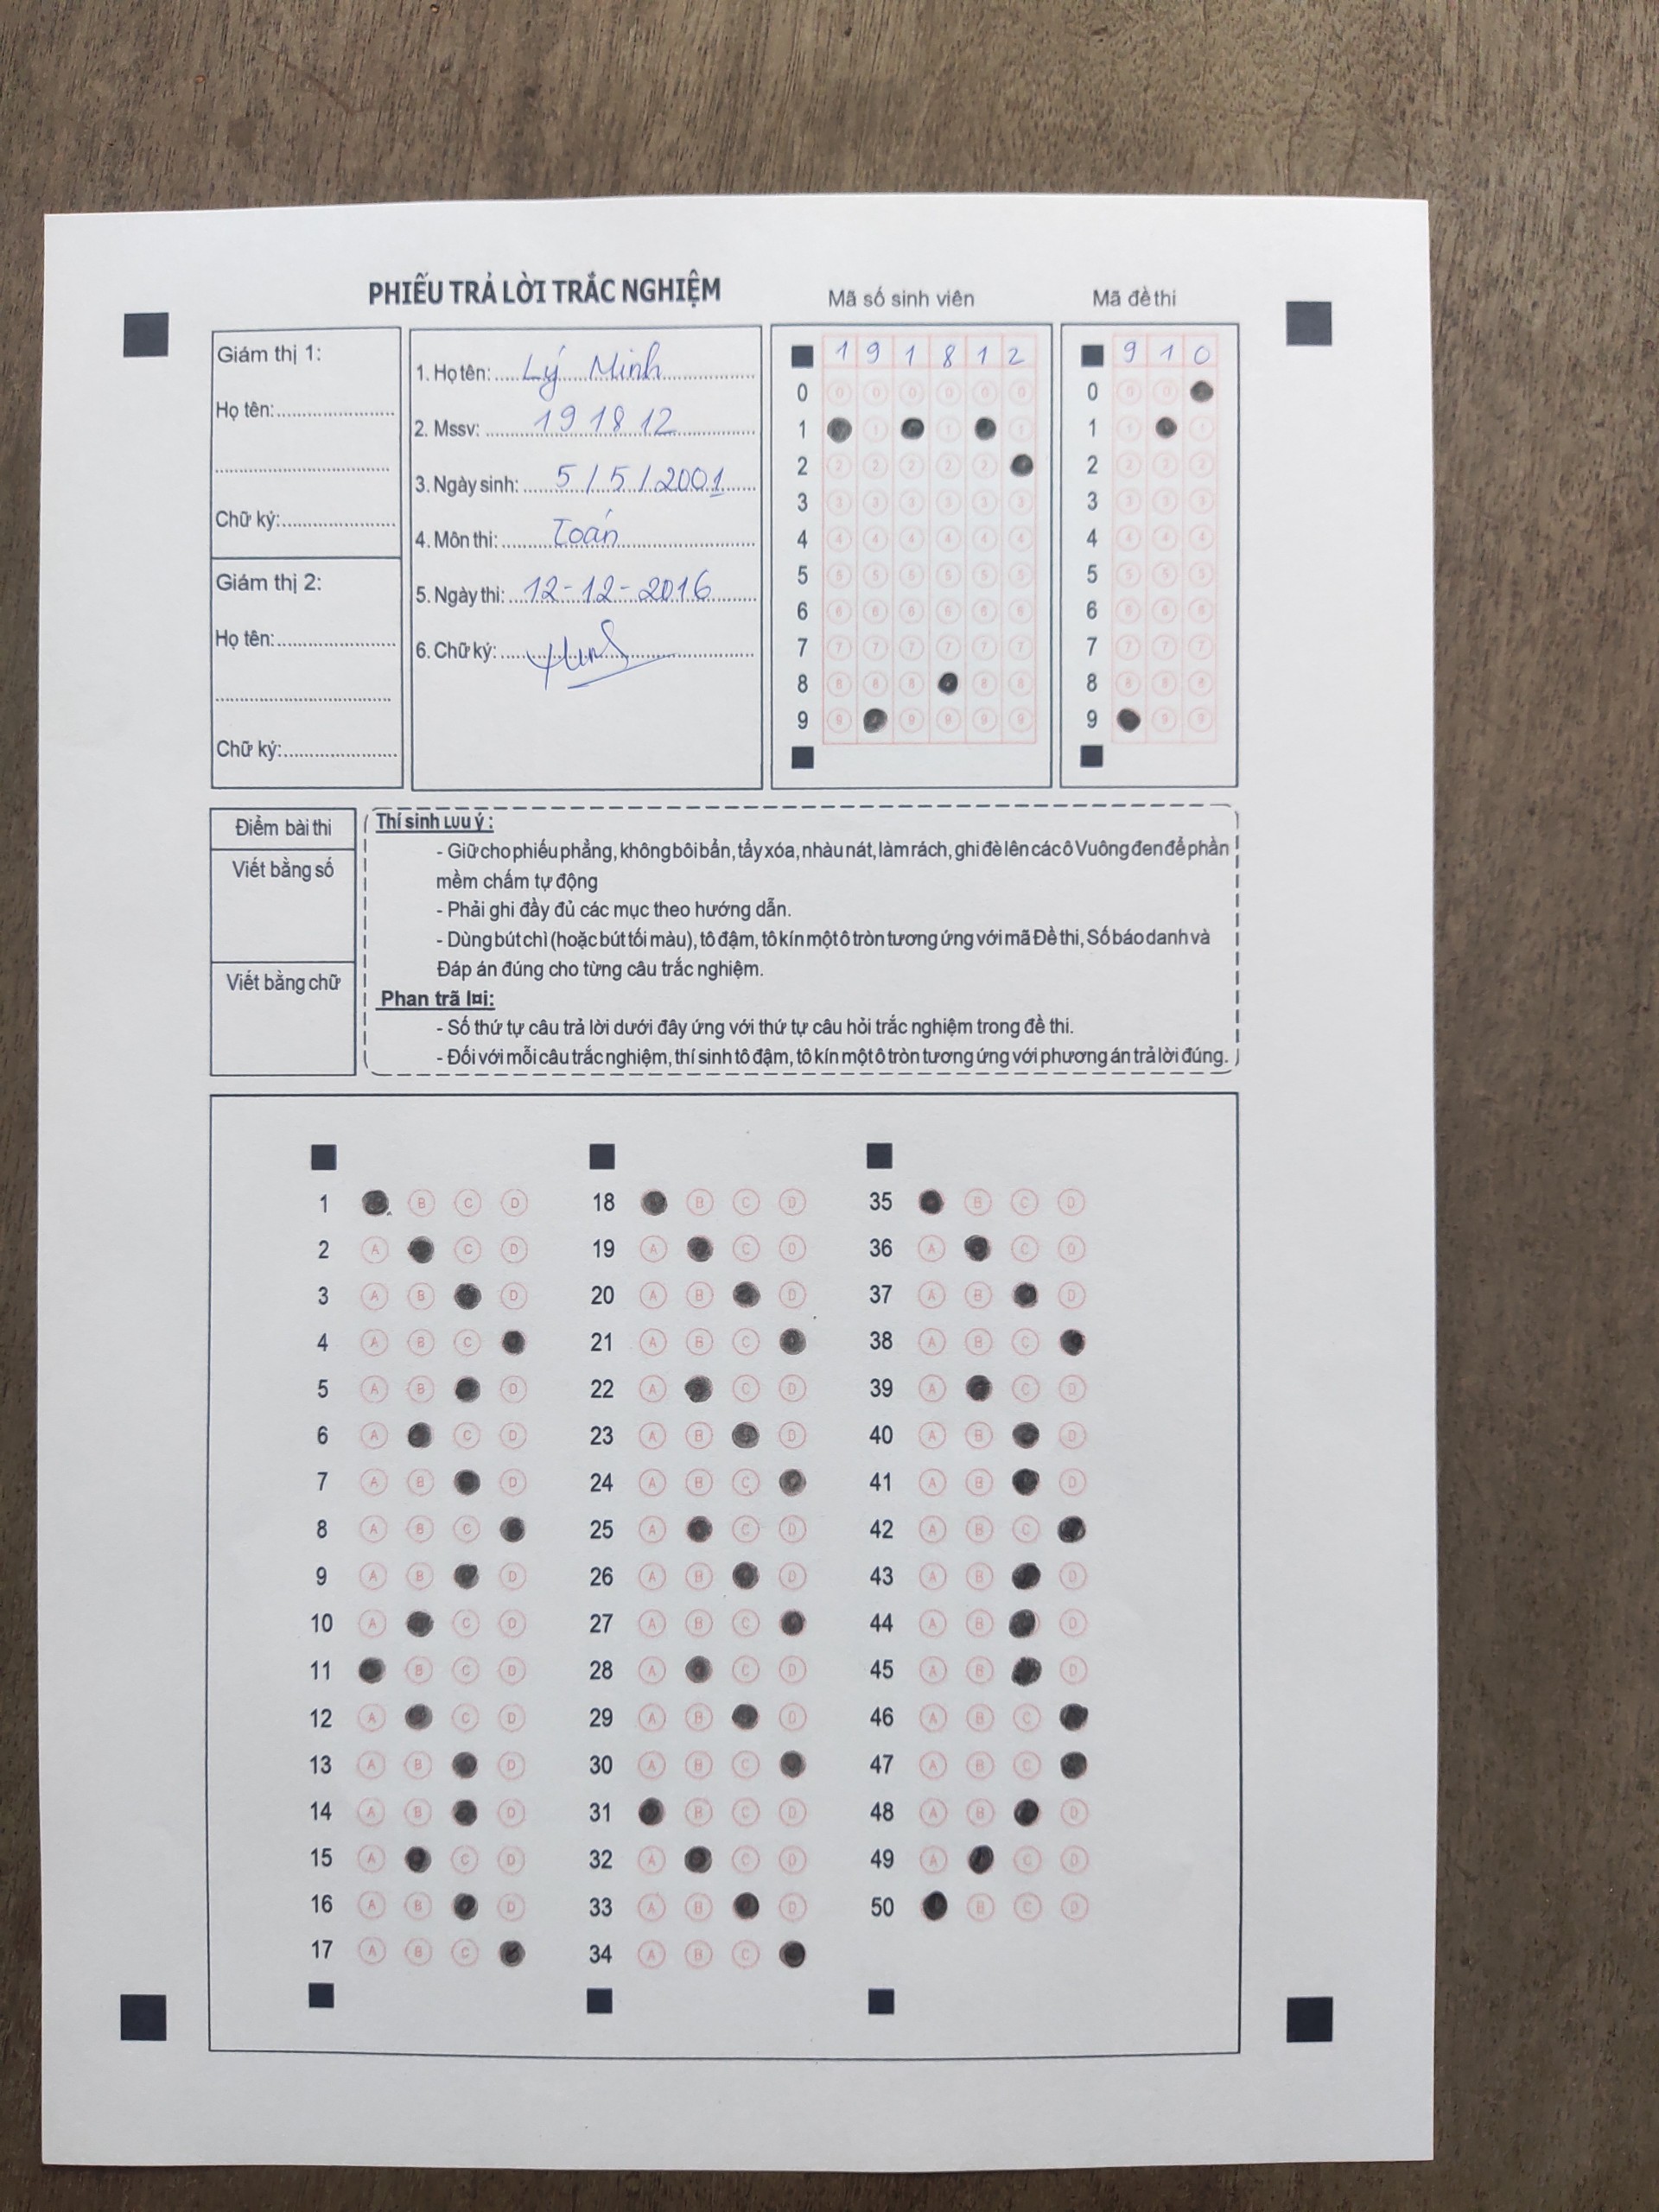 PHIẾU TRẢ LỜI TRẮC NGHIỆM
Mã số sinh viên
Mã đề thi
Giám thị 1:
Họ tên:
Chữ ký:
Giám thị 2:
Họ tên:
Chữ ký:
1. Họ tên: Lý Minh
2. Mssv: 191812
3. Ngày sinh: 5/5/2001
4. Môn thi: Toán
5. Ngày thi: 12-12-2016
6. Chữ ký:
1 9 1 8 1 2
0 0 0 0 0 0 0
1 1 1 1
2 2 2 2 2 2
3 3 3 3 3 3 3
4 4 4 4 4 4 4
5 5 5 5 5 5 5
6 6 6 6 6 6 6
7 7 7 7 7 7 7
8 8 8 8 8 8
9 9 9 9 9 9
9 1 0
0 0 0
1 1 1
2 2 2 2
3 3 3 3
4 4 4 4
5 5 5 5
6 6 6 6
7 7 7 7
8 8 8 8
9 9 9
Điểm bài thi
Viết bằng số
Viết bằng chữ
Thí sinh Lưu ý :
- Giữ cho phiếu phẳng, không bôi bẩn, tẩy xóa, nhàu nát, làm rách, ghi đè lên các ô Vuông đen để phần
mềm chấm tự động
- Phải ghi đầy đủ các mục theo hướng dẫn.
- Dùng bút chì (hoặc bút tối màu), tô đậm, tô kín một ô tròn tương ứng với mã Đề thi, Số báo danh và
Đáp án đúng cho từng câu trắc nghiệm.
Phan trã l¤i:
- Số thứ tự câu trả lời dưới đây ứng với thứ tự câu hỏi trắc nghiệm trong đề thi.
- Đối với mỗi câu trắc nghiệm, thí sinh tô đậm, tô kín một ô tròn tương ứng với phương án trả lời đúng.
1 B C D
2 A C D
3 A B D
4 A B C
5 A B D
6 A C D
7 A B D
8 A B C
9 A B D
10 A C D
11 B C D
12 A C D
13 A B D
14 A B D
15 A C D
16 A B D
17 A B C
18 B C D
19 A C D
20 A B D
21 A B C
22 A C D
23 A B D
24 A B C
25 A C D
26 A B D
27 A B C
28 A C D
29 A B D
30 A B C
31 B C D
32 A C D
33 A B D
34 A B C
35 B C D
36 A C D
37 A B D
38 A B C
39 A C D
40 A B D
41 A B D
42 A B C
43 A B D
44 A B D
45 A B D
46 A B C
47 A B C
48 A B D
49 A C D
50 B C D